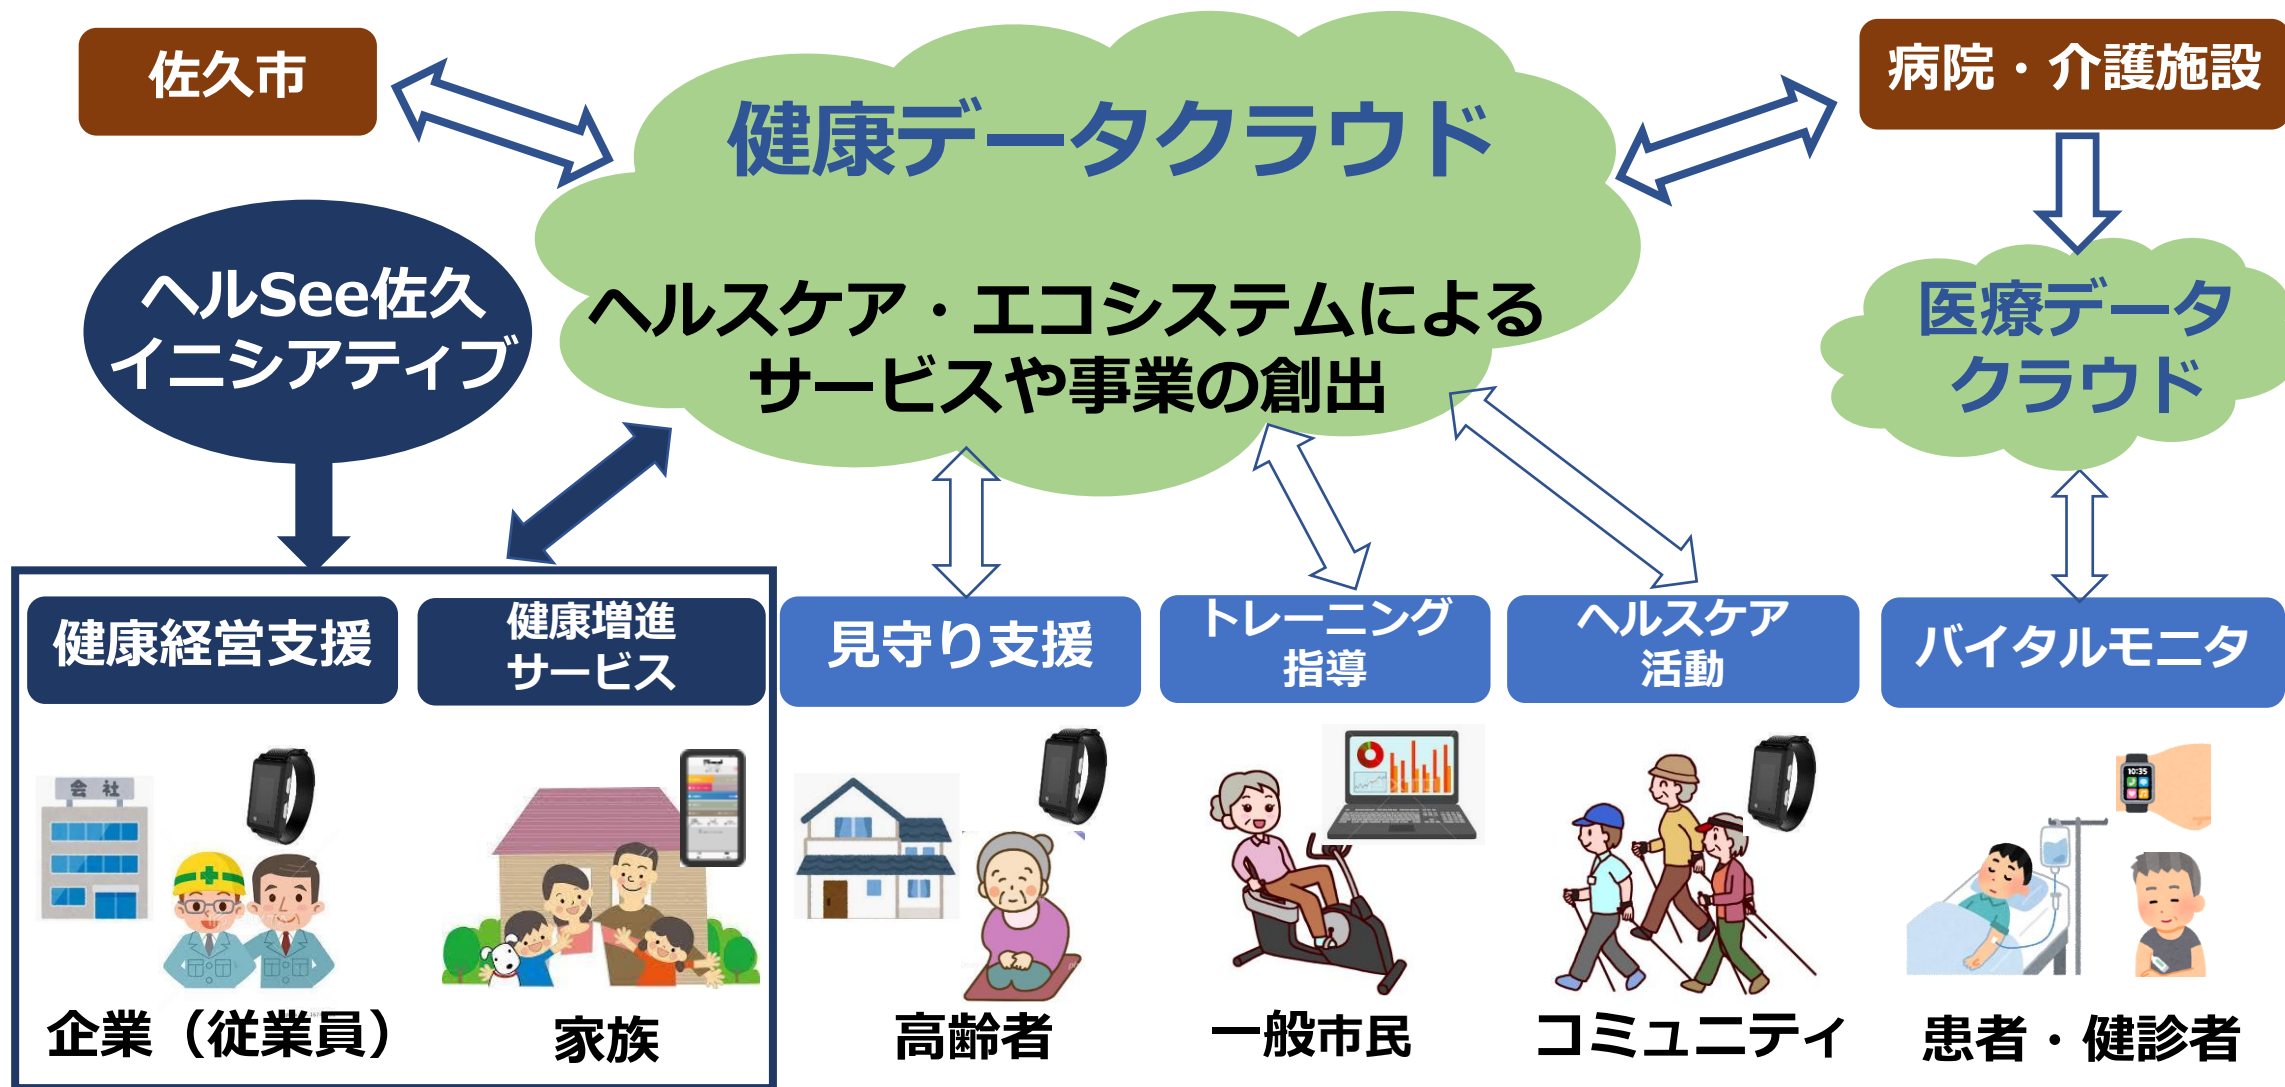 佐久市
健康データクラウド
病院・介護施設
ヘルSee佐久
イニシアティブ
ヘルスケア・エコシステムによる
サービスや事業の創出
医療データ
クラウド
健康経営支援
健康増進
サービス
見守り支援
トレーニング
指導
ヘルスケア
活動
バイタルモニタ
会社
10:35
企業（従業員）
家族
高齢者
一般市民
コミュニティ
患者・健診者